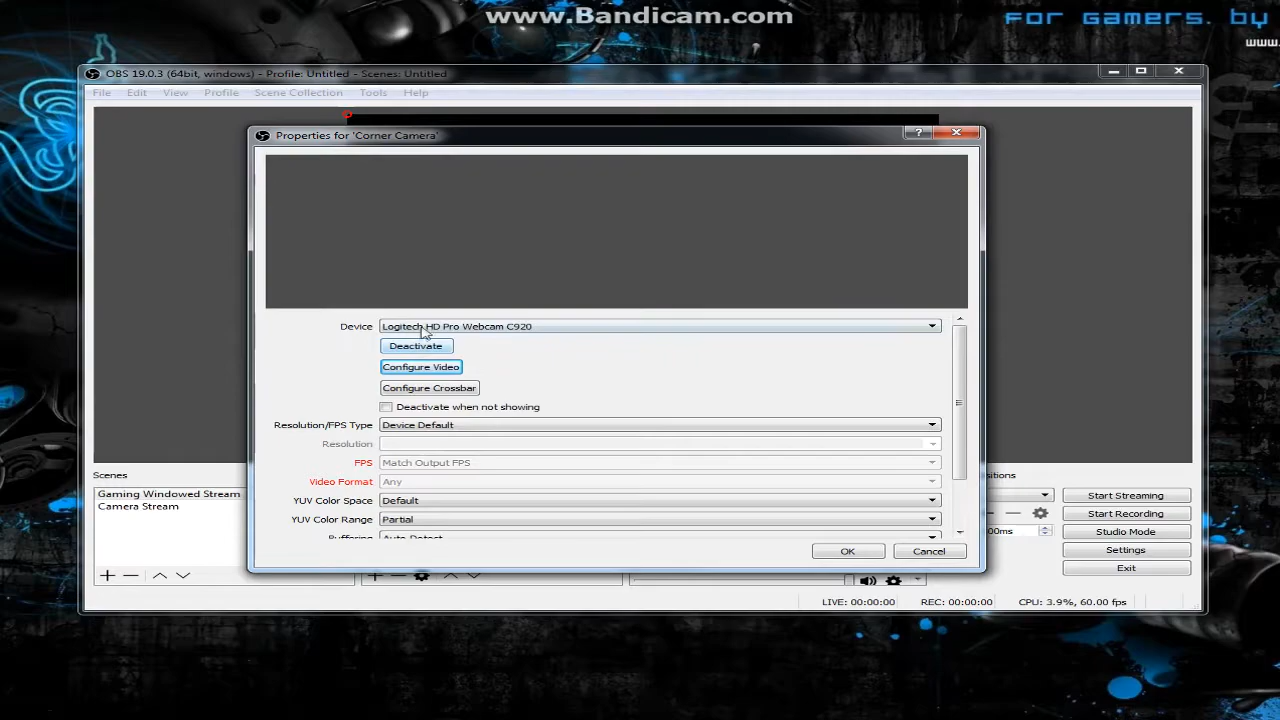 www.Bandicam.com
For Gamers. by
www.
OBS 19.0.3 (64bit, windows) - Profile: Untitled - Scenes: Untitled
File Edit View Profile Scene Collection Tools Help
Properties for 'Corner Camera'
?
Device Logitech HD Pro Webcam C920
Deactivate
Configure Video
Configure Crossbar
Deactivate when not showing
Resolution/FPS Type Device Default
Resolution
FPS Match Output FPS
Video Format Any
YUV Color Space Default
YUV Color Range Partial
Buffering Auto-Detect
OK Cancel
Scenes
Gaming Windowed Stream
Camera Stream
sitions
00ms
Start Streaming
Start Recording
Studio Mode
Settings
Exit
LIVE: 00:00:00 REC: 00:00:00 CPU: 3.9%, 60.00 fps